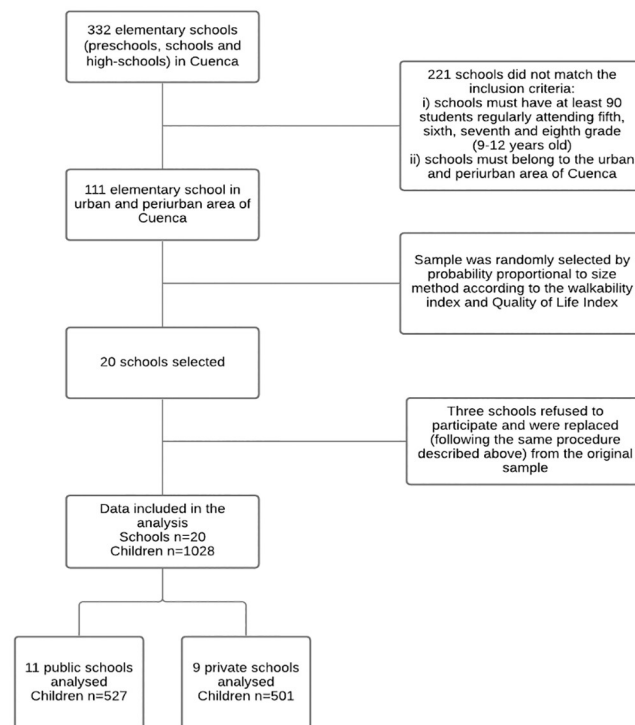 332 elementary schools
(preschools, schools and
high-schools) in Cuenca
221 schools did not match the
inclusion criteria:
i) schools must have at least 90
students regularly attending fifth,
sixth, seventh and eighth grade
(9-12 years old)
ii) schools must belong to the urban
and periurban area of Cuenca
111 elementary school in
urban and periurban area of
Cuenca
Sample was randomly selected by
probability proportional to size
method according to the walkability
index and Quality of Life Index
20 schools selected
Three schools refused to
participate and were replaced
(following the same procedure
described above) from the original
sample
Data included in the
analysis
Schools n=20
Children n=1028
11 public schools
analysed
Children n=527
9 private schools
analysed
Children n=501